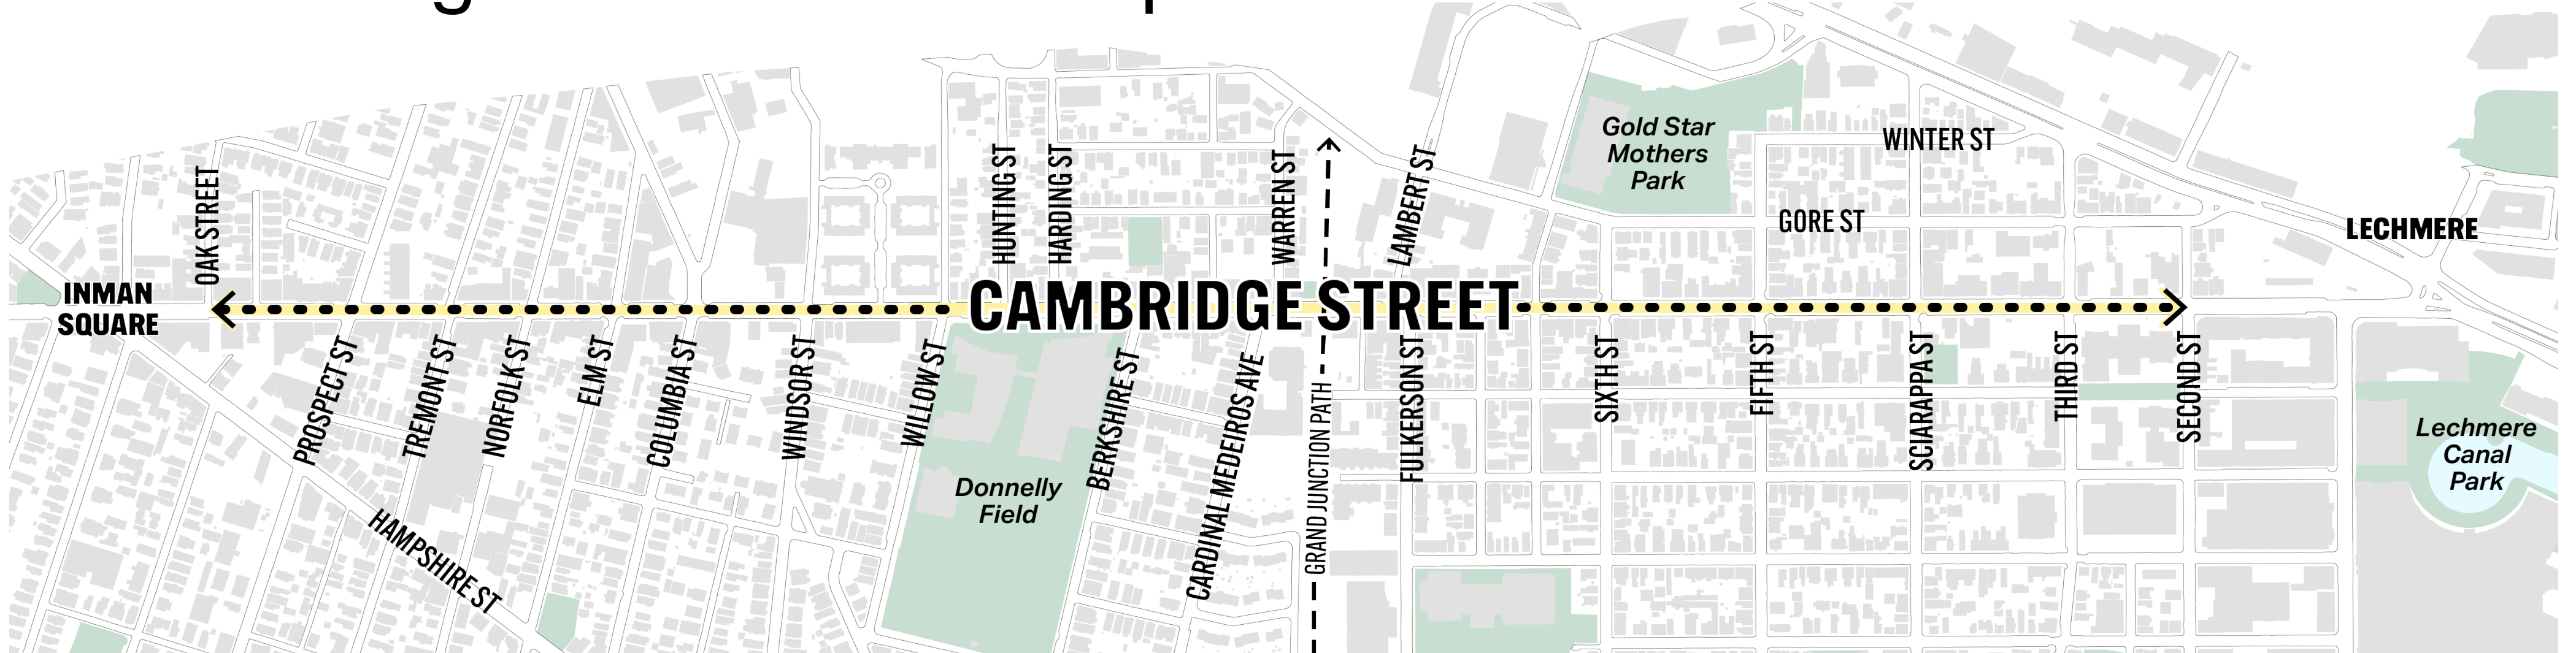 OAK STREET
HUNTING ST
HARDING ST
WARREN ST
LAMBERT ST
Gold Star
Mothers
Park
WINTER ST
GORE ST
LECHMERE
INMAN
SQUARE
CAMBRIDGE STREET
PROSPECT ST
TREMONT ST
NORFOLK ST
ELM ST
COLUMBIA ST
WINDSOR ST
WILLOW ST
BERKSHIRE ST
CARDINAL MEDEIROS AVE
GRAND JUNCTION PATH
FULKERSON ST
SIXTH ST
FIFTH ST
SCIARAPPA ST
THIRD ST
SECOND ST
Donnelly
Field
Lechmere
Canal
Park
HAMPSHIRE ST